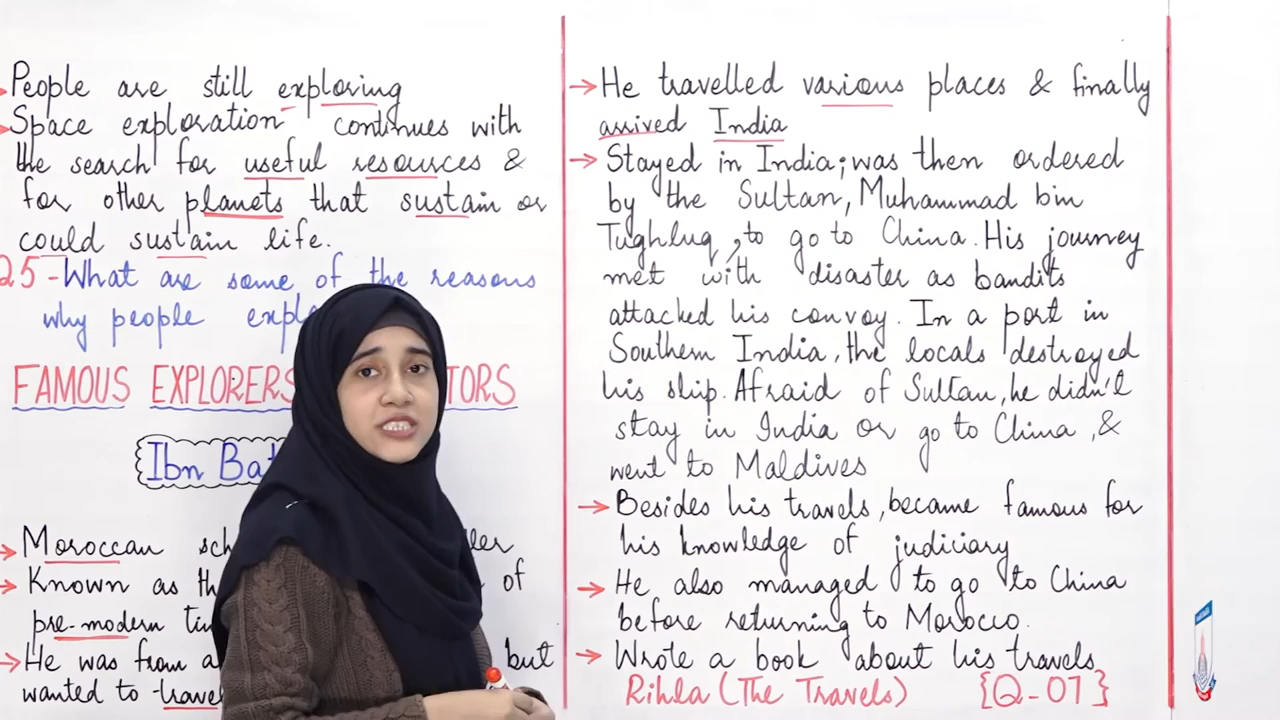 People are still exploring
Space exploration continues with
the search for useful resources &
for other planets that sustain or
could sustain life.
25-What are some of the reasons
why people
FAMOUS EXPLORERS
Ibn
Moroccan
Known as of
pre-modern
He was from a but
wanted to
He travelled various places & finally
arrived India
Stayed in India; was then ordered
by the Sultan, Muhammad bin
Tughluq, to go to China. His journey
met with disaster as bandits
attacked his convoy. In a port in
Southern India, the locals destroyed
his ship. Afraid of Sultan, he didn't
stay in India or go to China, &
went to Maldives
Besides his travels, became famous for
his knowledge of judiciary
He also managed to go to China
before returning to Morocco.
Wrote a book about his travels
Rihla (The Travels) {Q-07}